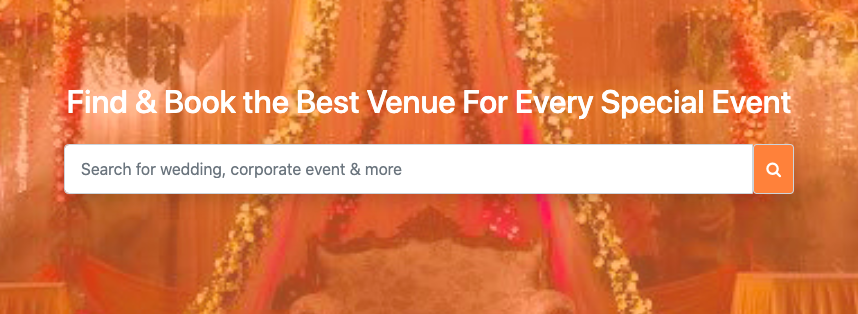 Find & Book the Best Venue For Every Special Event
Search for wedding, corporate event & more